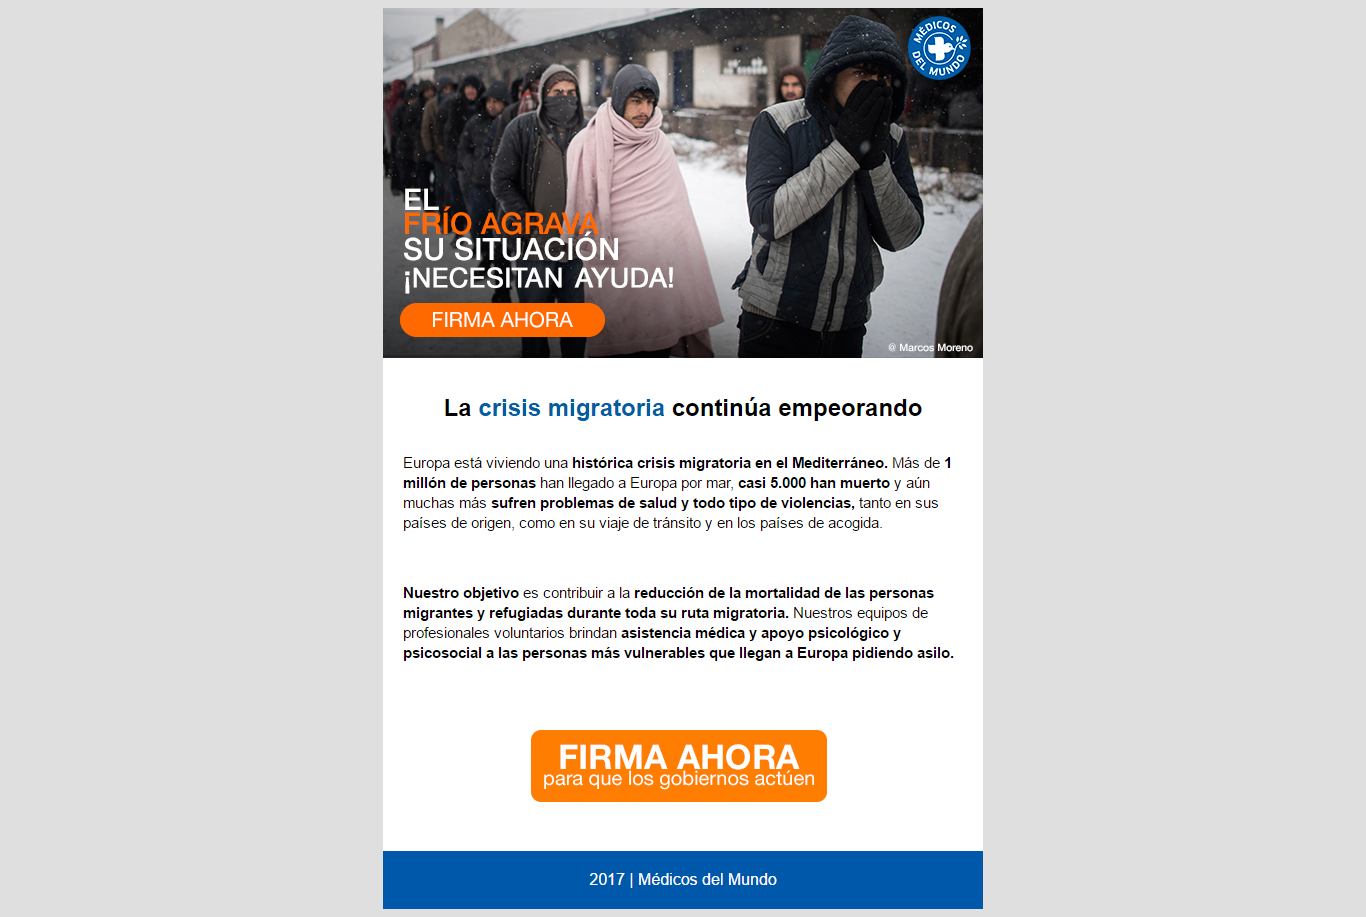 MÉDICOS
DEL MUNDO
EL
FRÍO AGRAVA
SU SITUACIÓN
¡NECESITAN AYUDA!
FIRMA AHORA
@ Marcos Moreno
La crisis migratoria continúa empeorando
Europa está viviendo una histórica crisis migratoria en el Mediterráneo. Más de 1
millón de personas han llegado a Europa por mar, casi 5.000 han muerto y aún
muchas más sufren problemas de salud y todo tipo de violencias, tanto en sus
países de origen, como en su viaje de tránsito y en los países de acogida.
Nuestro objetivo es contribuir a la reducción de la mortalidad de las personas
migrantes y refugiadas durante toda su ruta migratoria. Nuestros equipos de
profesionales voluntarios brindan asistencia médica y apoyo psicológico y
psicosocial a las personas más vulnerables que llegan a Europa pidiendo asilo.
FIRMA AHORA
para que los gobiernos actúen
2017 | Médicos del Mundo